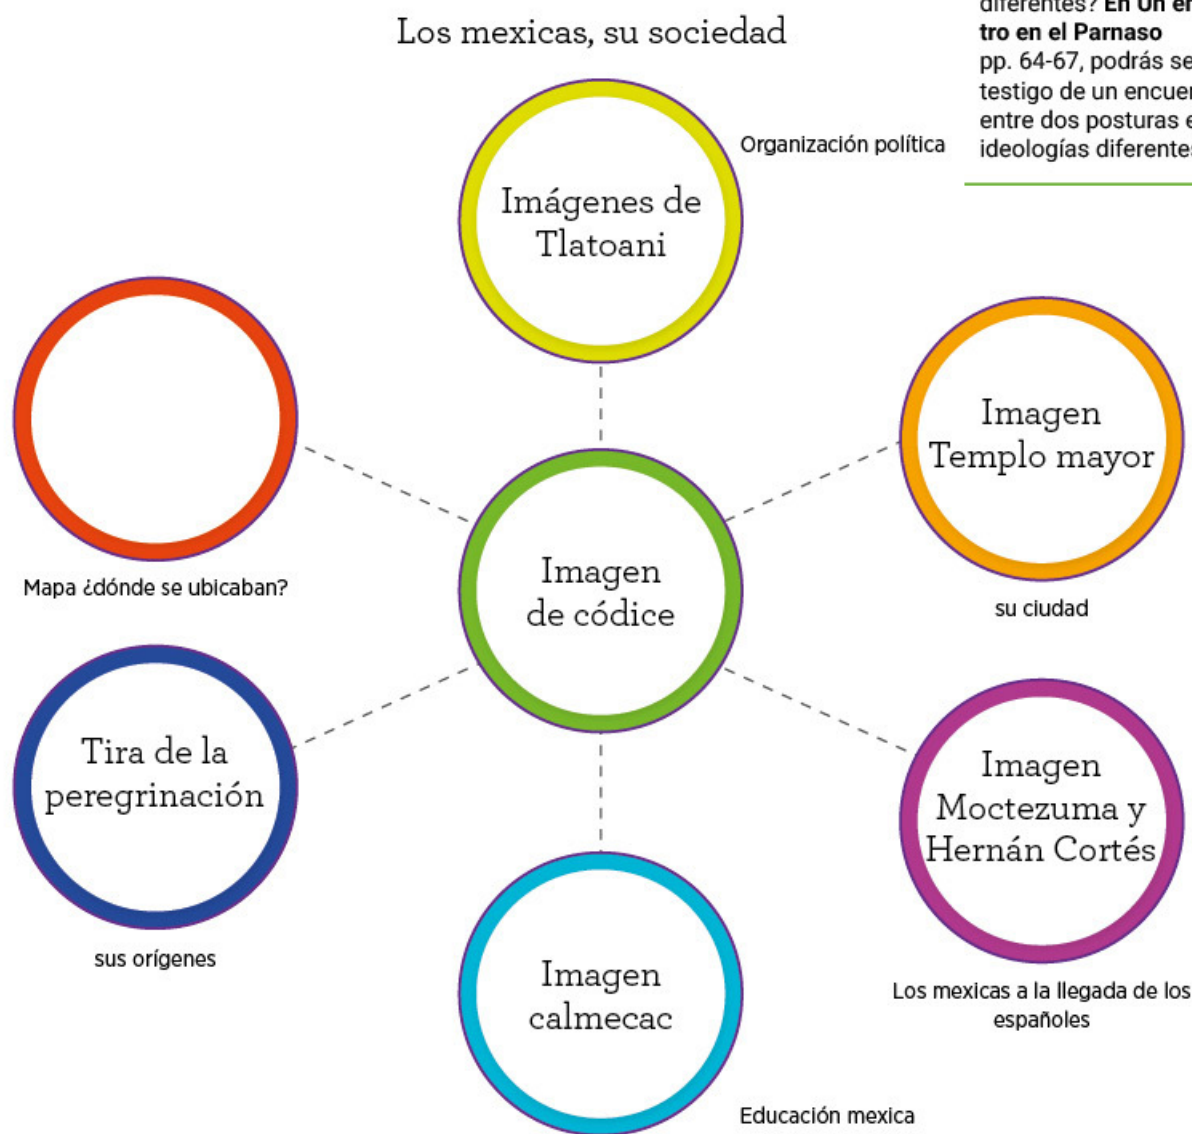 Los mexicas, su sociedad
diferentes?
tro en el Parnaso
pp. 64-67, podrás
testigo de un
entre dos posturas
ideologías
Organización política
Imágenes de
Tlatoani
Imagen
Templo mayor
su ciudad
Mapa ¿dónde se ubicaban?
Imagen
de códice
Tira de la
peregrinación
sus orígenes
Imagen
Moctezuma y
Hernán Cortés
Los mexicas a la llegada de los
españoles
Imagen
calmecac
Educación mexica